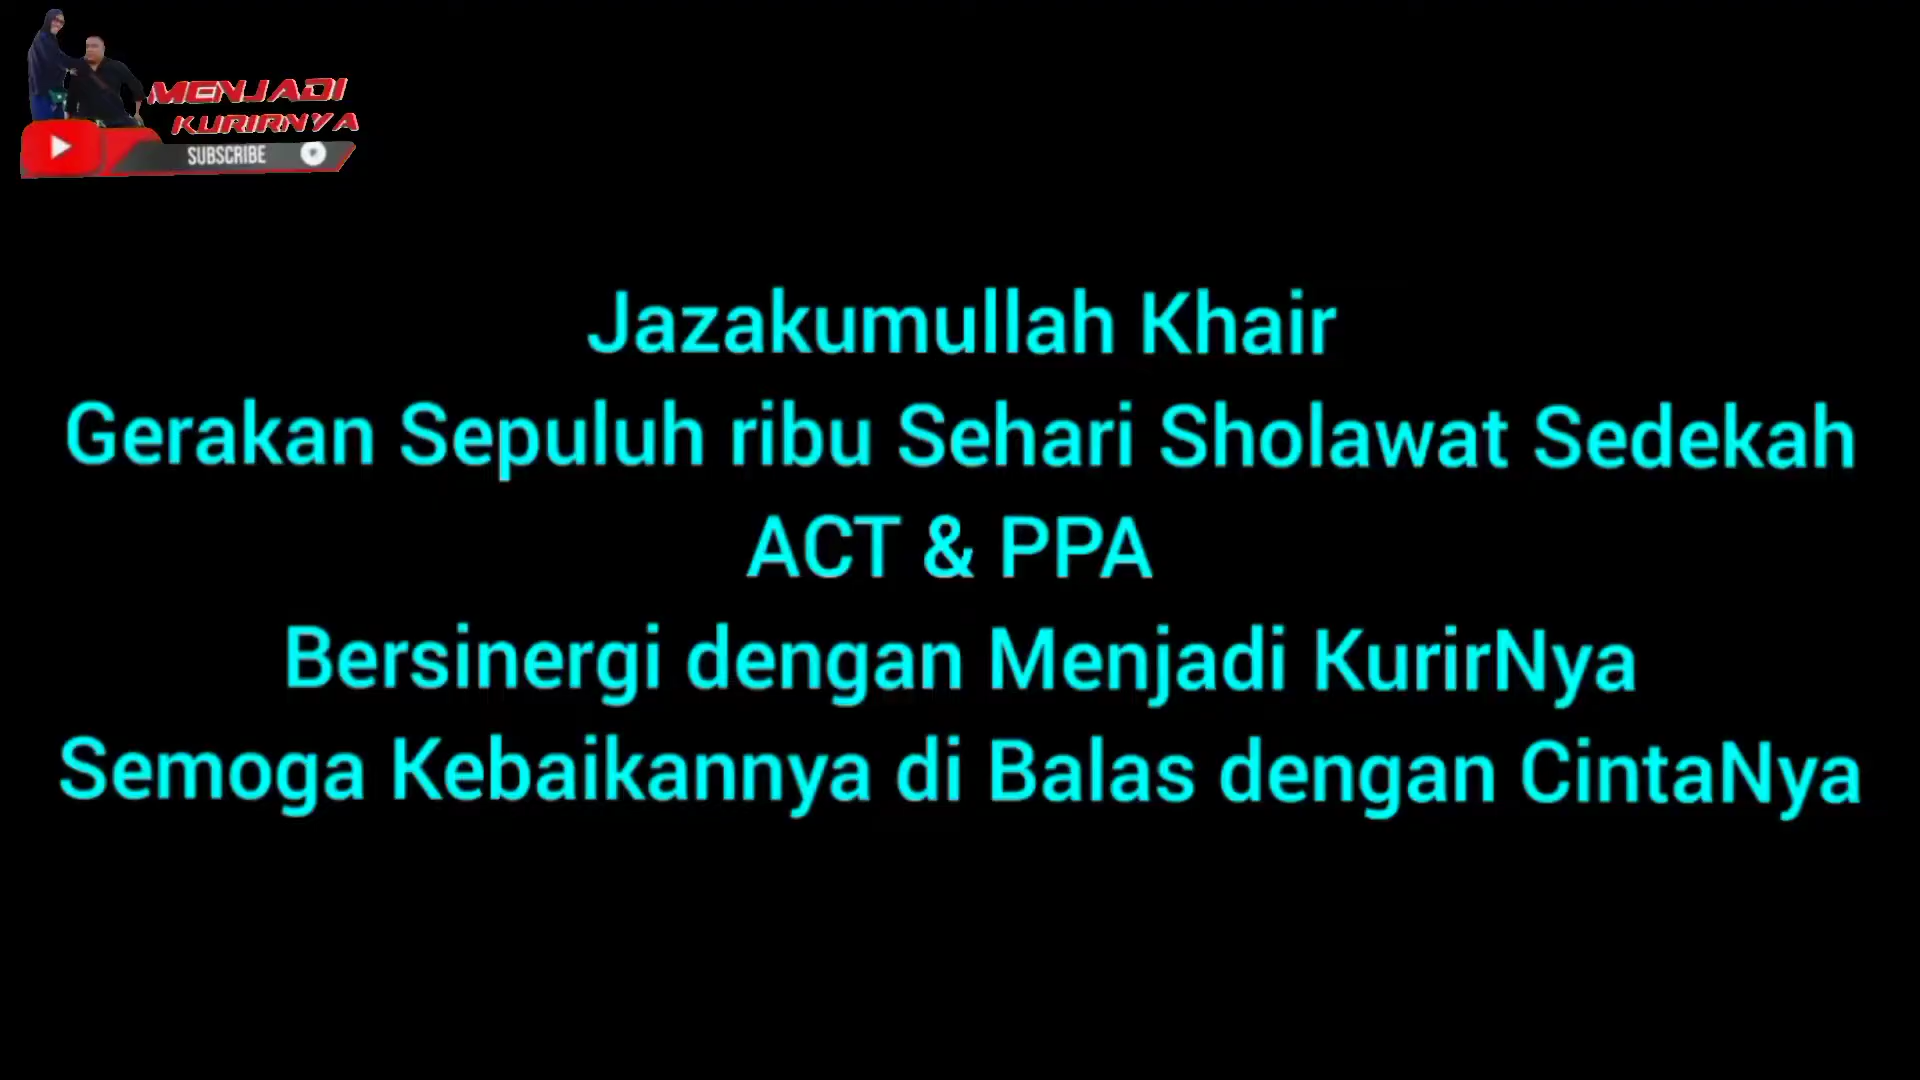 MENJADI
KURIRNYA
SUBSCRIBE
Jazakumullah Khair
Gerakan Sepuluh ribu Sehari Sholawat Sedekah
ACT & PPA
Bersinergi dengan Menjadi KurirNya
Semoga Kebaikannya di Balas dengan CintaNya